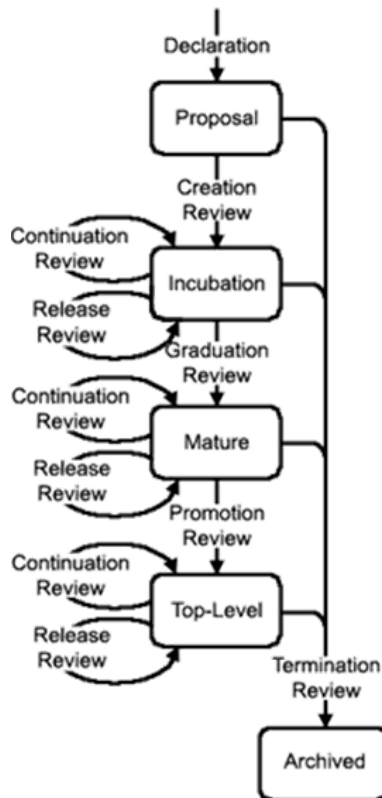 Declaration
Proposal
Creation
Review
Continuation
Review
Incubation
Release
Review
Graduation
Review
Continuation
Review
Mature
Release
Review
Promotion
Review
Continuation
Review
Top-Level
Release
Review
Termination
Review
Archived